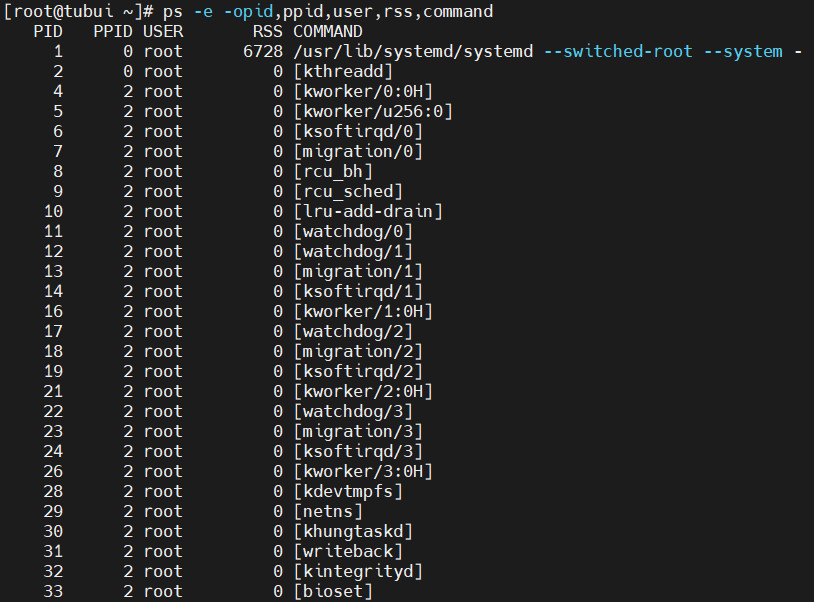 [root@tubui ~]# ps -e -opid,ppid,user,rss,command
PID PPID USER RSS COMMAND
1 0 root 6728 /usr/lib/systemd/systemd --switched-root --system -
2 0 root 0 [kthreadd]
4 2 root 0 [kworker/0:0H]
5 2 root 0 [kworker/u256:0]
6 2 root 0 [ksoftirqd/0]
7 2 root 0 [migration/0]
8 2 root 0 [rcu_bh]
9 2 root 0 [rcu_sched]
10 2 root 0 [lru-add-drain]
11 2 root 0 [watchdog/0]
12 2 root 0 [watchdog/1]
13 2 root 0 [migration/1]
14 2 root 0 [ksoftirqd/1]
16 2 root 0 [kworker/1:0H]
17 2 root 0 [watchdog/2]
18 2 root 0 [migration/2]
19 2 root 0 [ksoftirqd/2]
21 2 root 0 [kworker/2:0H]
22 2 root 0 [watchdog/3]
23 2 root 0 [migration/3]
24 2 root 0 [ksoftirqd/3]
26 2 root 0 [kworker/3:0H]
28 2 root 0 [kdevtmpfs]
29 2 root 0 [netns]
30 2 root 0 [khungtaskd]
31 2 root 0 [writeback]
32 2 root 0 [kintegrityd]
33 2 root 0 [bioset]